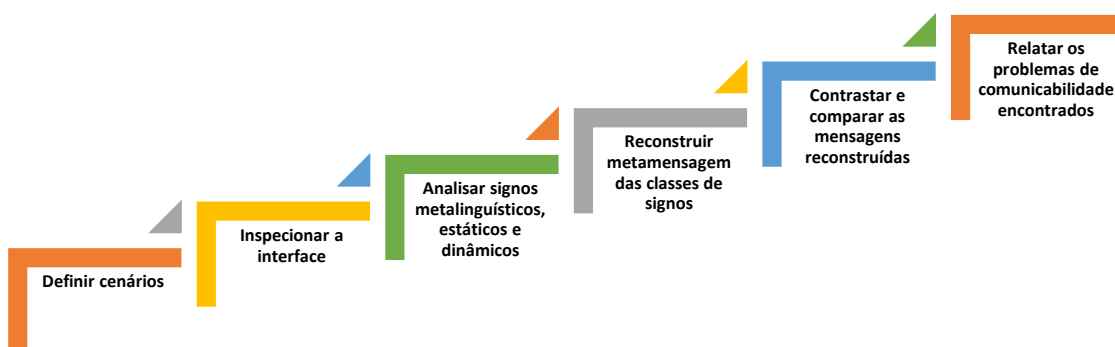 Definir cenários
Inspecionar a
interface
Analisar signos
metalinguísticos,
estáticos e
dinâmicos
Reconstruir
metamensagem
das classes de
signos
Contrastar e
comparar as
mensagens
reconstruídas
Relatar os
problemas de
comunicabilidade
encontrados